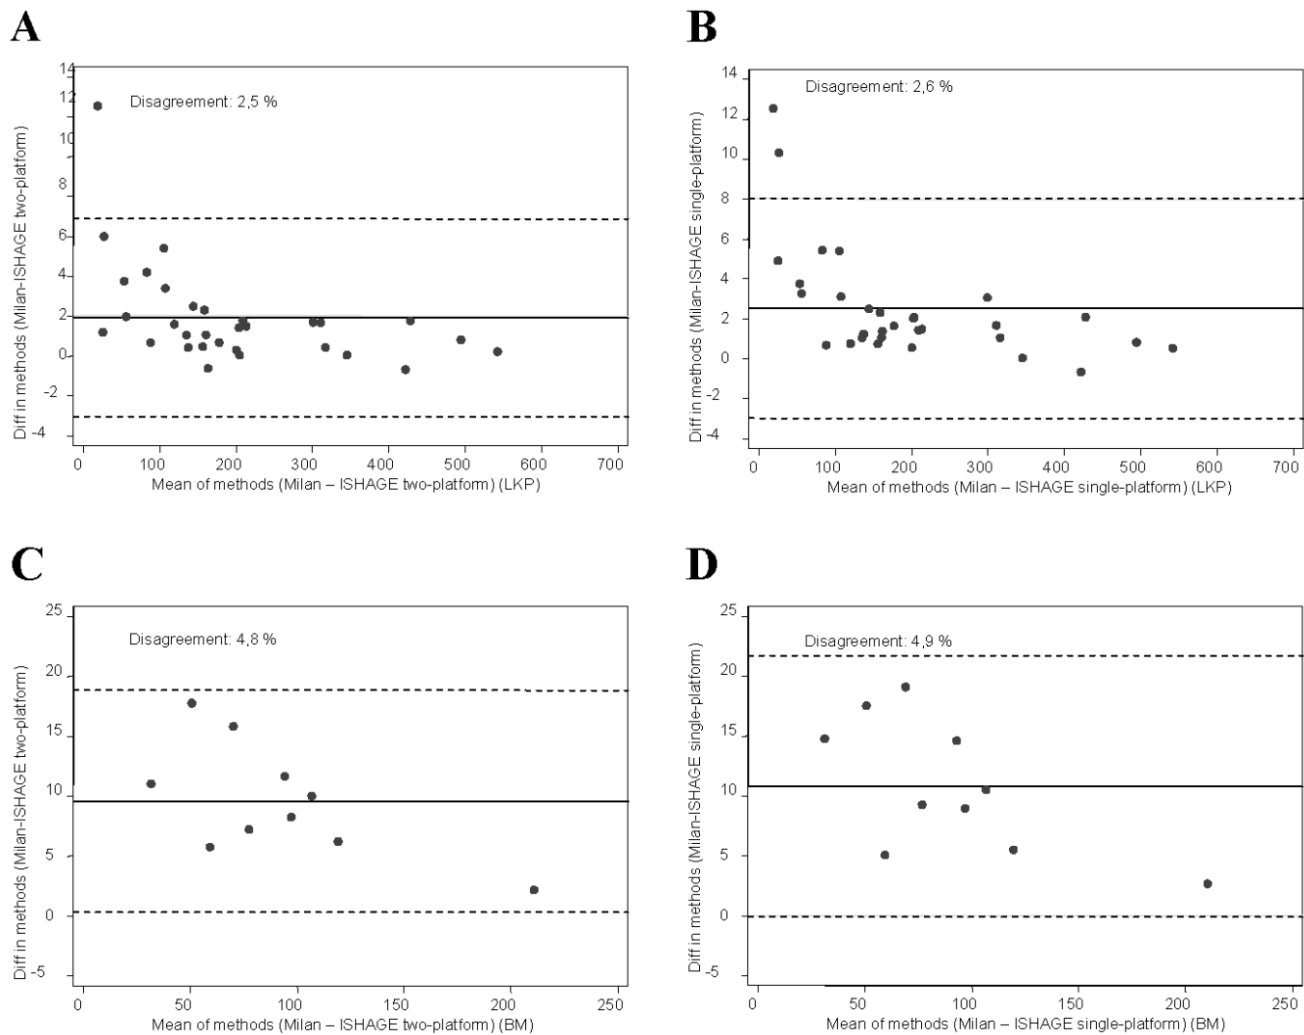 A
14
12
10
8
6
4
2
0
-2
-4
Diff in methods (Milan-ISHAGE two-platform)
Disagreement: 2,5 %
0 100 200 300 400 500 600 700
Mean of methods (Milan – ISHAGE two-platform) (LKP)
B
14
12
10
8
6
4
2
0
-2
-4
Diff in methods (Milan-ISHAGE single-platform)
Disagreement: 2,6 %
0 100 200 300 400 500 600 700
Mean of methods (Milan – ISHAGE single-platform) (LKP)
C
25
20
15
10
5
0
-5
Diff in methods (Milan-ISHAGE two-platform)
Disagreement: 4,8 %
0 50 100 150 200 250
Mean of methods (Milan – ISHAGE two-platform) (BM)
D
25
20
15
10
5
0
-5
Diff in methods (Milan-ISHAGE single-platform)
Disagreement: 4,9 %
0 50 100 150 200 250
Mean of methods (Milan – ISHAGE single-platform) (BM)